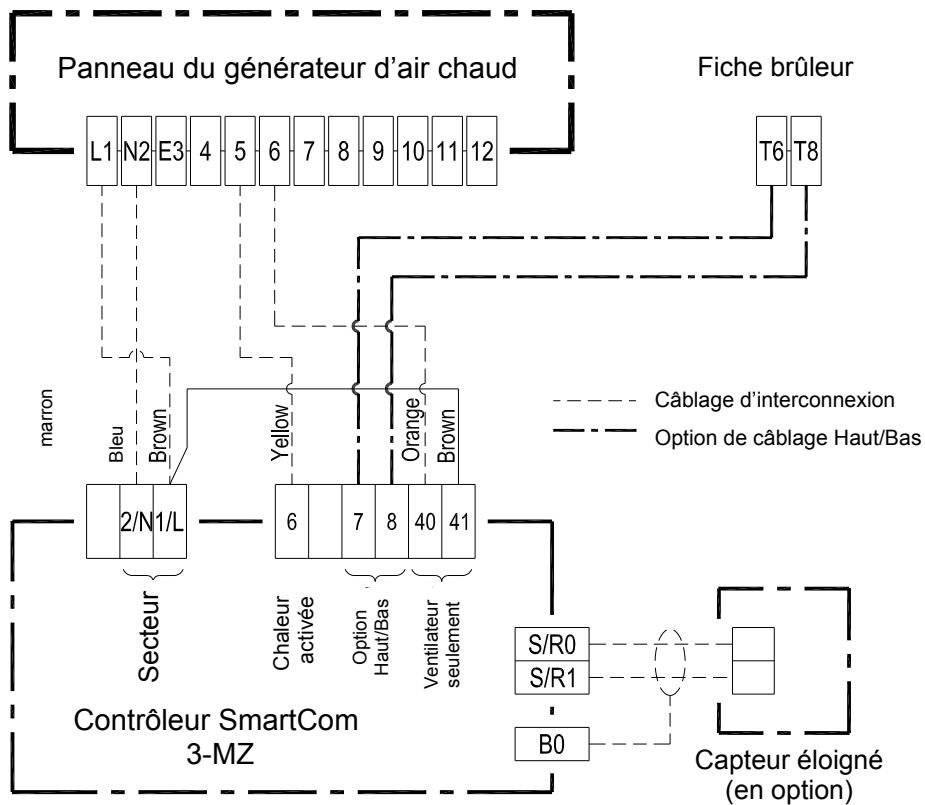 Panneau du générateur d'air chaud
Fiche brûleur
L1 N2 E3 4 5 6 7 8 9 10 11 12
T6 T8
marron
Bleu
Brown
Yellow
Orange
Brown
Câblage d'interconnexion
Option de câblage Haut/Bas
2/N 1/L
6 7 8 40 41
Secteur
Chaleur
activée
Option
Haut/Bas
Ventilateur
seulement
S/R0
S/R1
B0
Contrôleur SmartCom
3-MZ
Capteur éloigné
(en option)